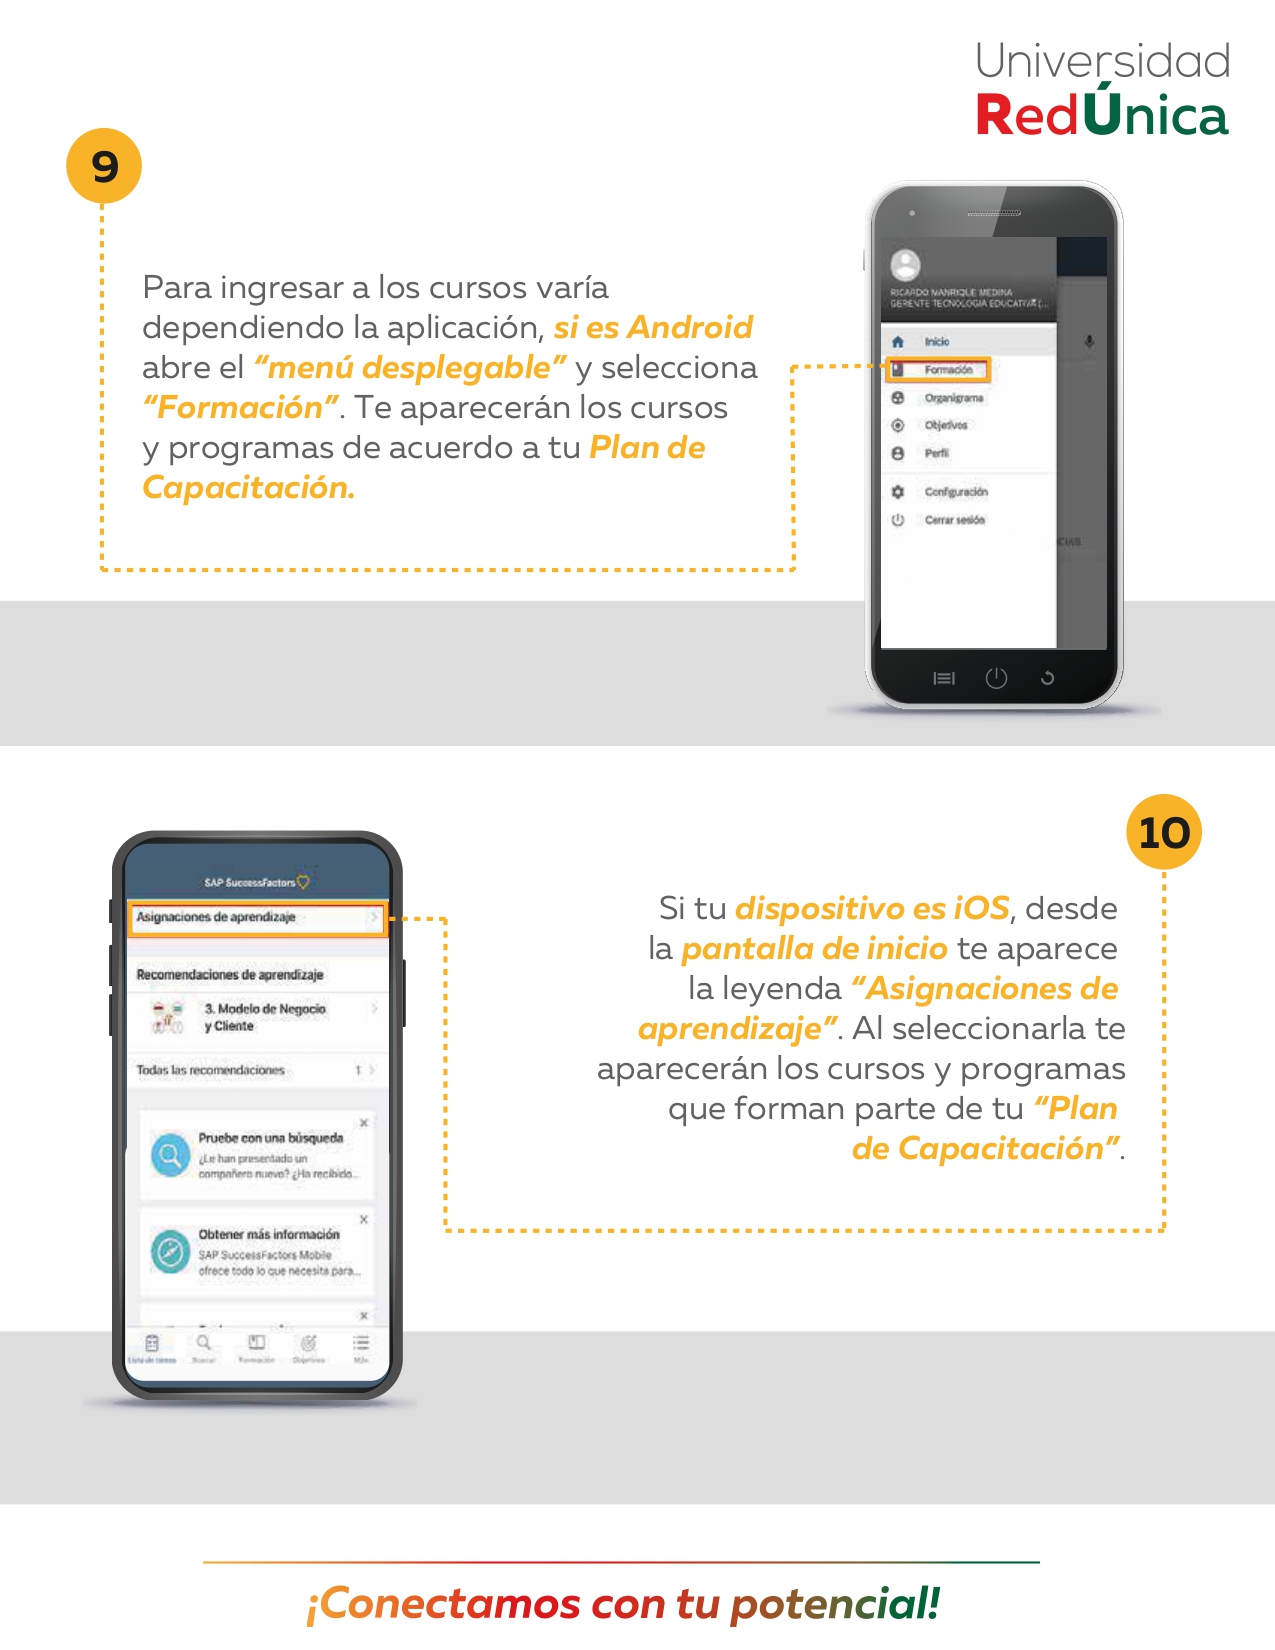 Universidad
RedÚnica
9
Para ingresar a los cursos varía
dependiendo la aplicación, si es Android
abre el “menú desplegable” y selecciona
“Formación”. Te aparecerán los cursos
y programas de acuerdo a tu Plan de
Capacitación.
RICARDO MANRIQUE MEDINA
GERENTE TECNOLOGIA EDUCATIVA (...
Inicio
Formación
Organigrama
Objetivos
Perfil
Configuración
Cerrar sesión
CIAS
10
Si tu dispositivo es iOS, desde
la pantalla de inicio te aparece
la leyenda “Asignaciones de
aprendizaje”. Al seleccionarla te
aparecerán los cursos y programas
que forman parte de tu “Plan
de Capacitación”.
SAP SuccessFactors
Asignaciones de aprendizaje
Recomendaciones de aprendizaje
3. Modelo de Negocio
y Cliente
Todas las recomendaciones 1
Pruebe con una búsqueda
¿Le han presentado un
compañero nuevo? ¿Ha recibido...
Obtener más información
SAP SuccessFactors Mobile
ofrece todo lo que necesita para...
Lista de tareas Buscar Formación Objetivos Más
¡Conectamos con tu potencial!